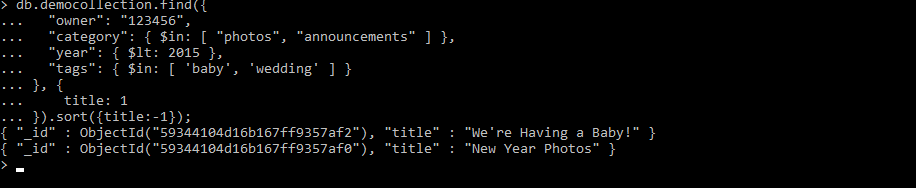 > db.democollection.find({
...   "owner": "123456",
...   "category": { $in: [ "photos", "announcements" ] },
...   "year": { $lt: 2015 },
...   "tags": { $in: [ 'baby', 'wedding' ] }
... }, {
...     title: 1
... }).sort({title:-1});
{ "_id" : ObjectId("59344104d16b167ff9357af2"), "title" : "We're Having a Baby!" }
{ "_id" : ObjectId("59344104d16b167ff9357af0"), "title" : "New Year Photos" }
>